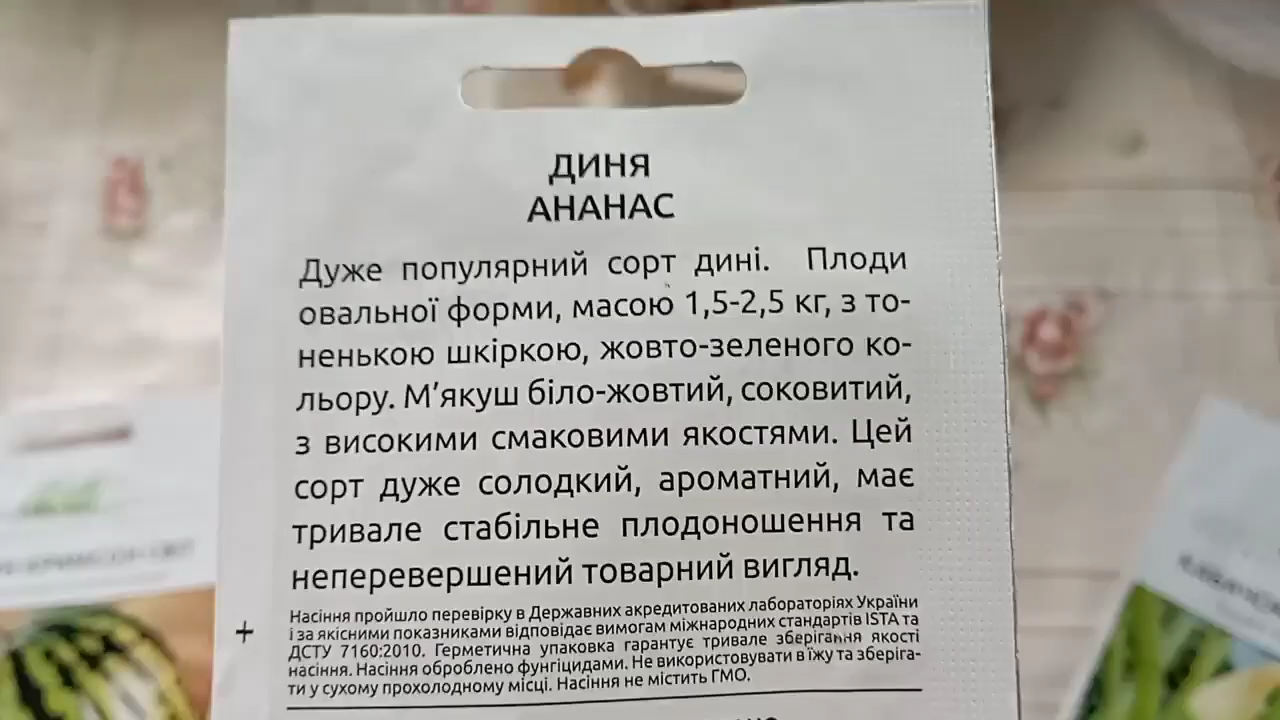 ДИНЯ
АНАНАС
Дуже популярний сорт дині. Плоди
овальної форми, масою 1,5-2,5 кг, з то-
ненькою шкіркою, жовто-зеленого ко-
льору. М’якуш біло-жовтий, соковитий,
з високими смаковими якостями. Цей
сорт дуже солодкий, ароматний, має
тривале стабільне плодоношення та
неперевершений товарний вигляд.
Насіння пройшло перевірку в Державних акредитованих лабораторіях України
+ і за якісними показниками відповідає вимогам міжнародних стандартів ISTA та
ДСТУ 7160:2010. Герметична упаковка гарантує тривале зберігання якості
насіння. Насіння оброблено фунгіцидами. Не використовувати в їжу та зберіга-
ти у сухому прохолодному місці. Насіння не містить ГМО.